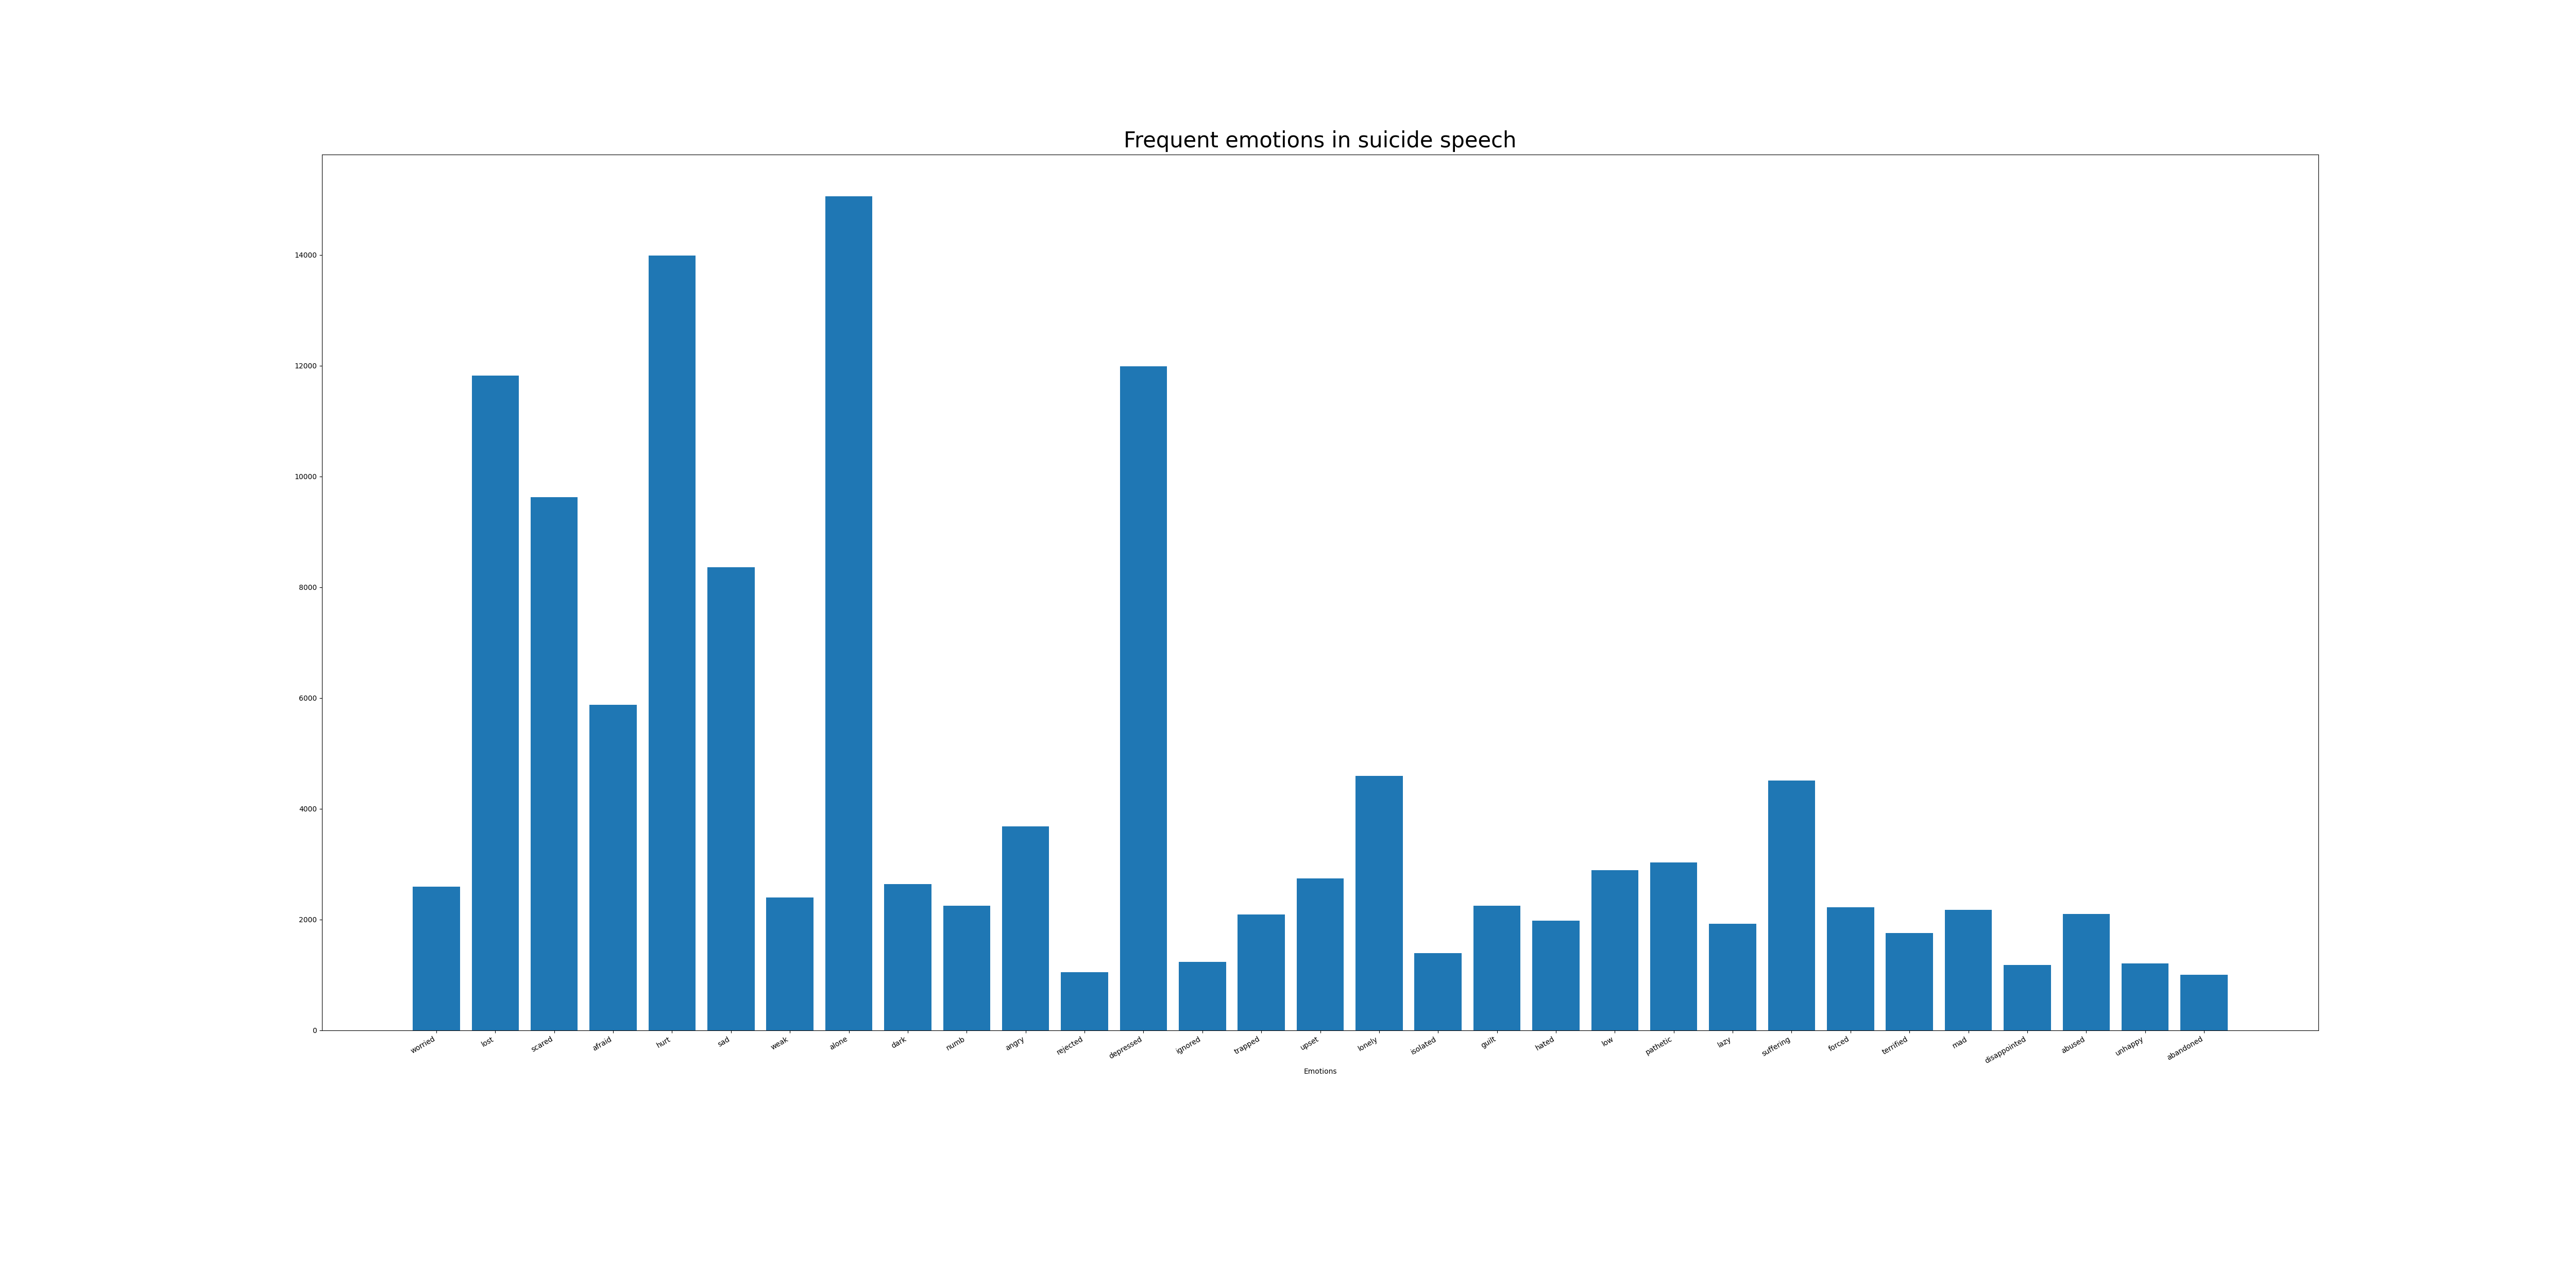 Frequent emotions in suicide speech
14000
12000
10000
8000
6000
4000
2000
0
worried
lost
scared
afraid
hurt
sad
weak
alone
dark
numb
angry
rejected
depressed
ignored
trapped
upset
lonely
isolated
guilt
hated
low
pathetic
lazy
suffering
forced
terrified
mad
disappointed
abused
unhappy
abandoned
Emotions